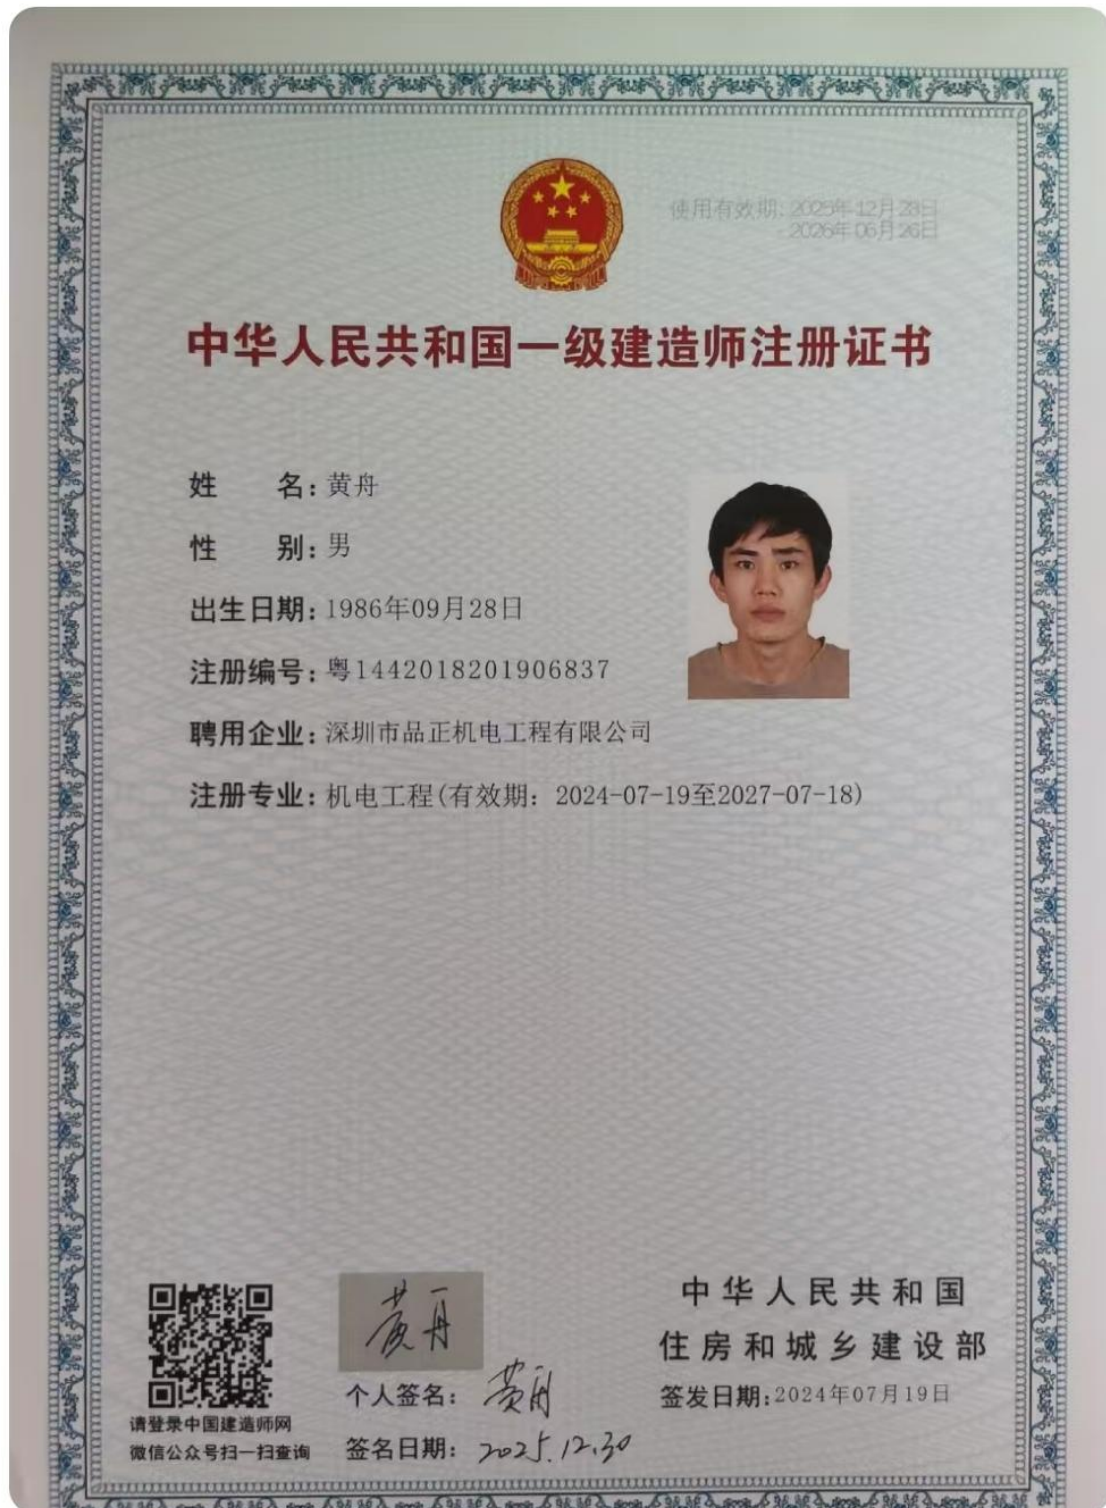 使用有效期：2025年12月28日
2026年06月26日
中华人民共和国一级建造师注册证书
姓　　名：黄舟
性　　别：男
出生日期：1986年09月28日
注册编号：粤1442018201906837
聘用企业：深圳市品正机电工程有限公司
注册专业：机电工程(有效期：2024-07-19至2027-07-18)
黄舟
个人签名：黄舟
签名日期：2025.12.30
请登录中国建造师网
微信公众号扫一扫查询
中华人民共和国
住房和城乡建设部
签发日期：2024年07月19日